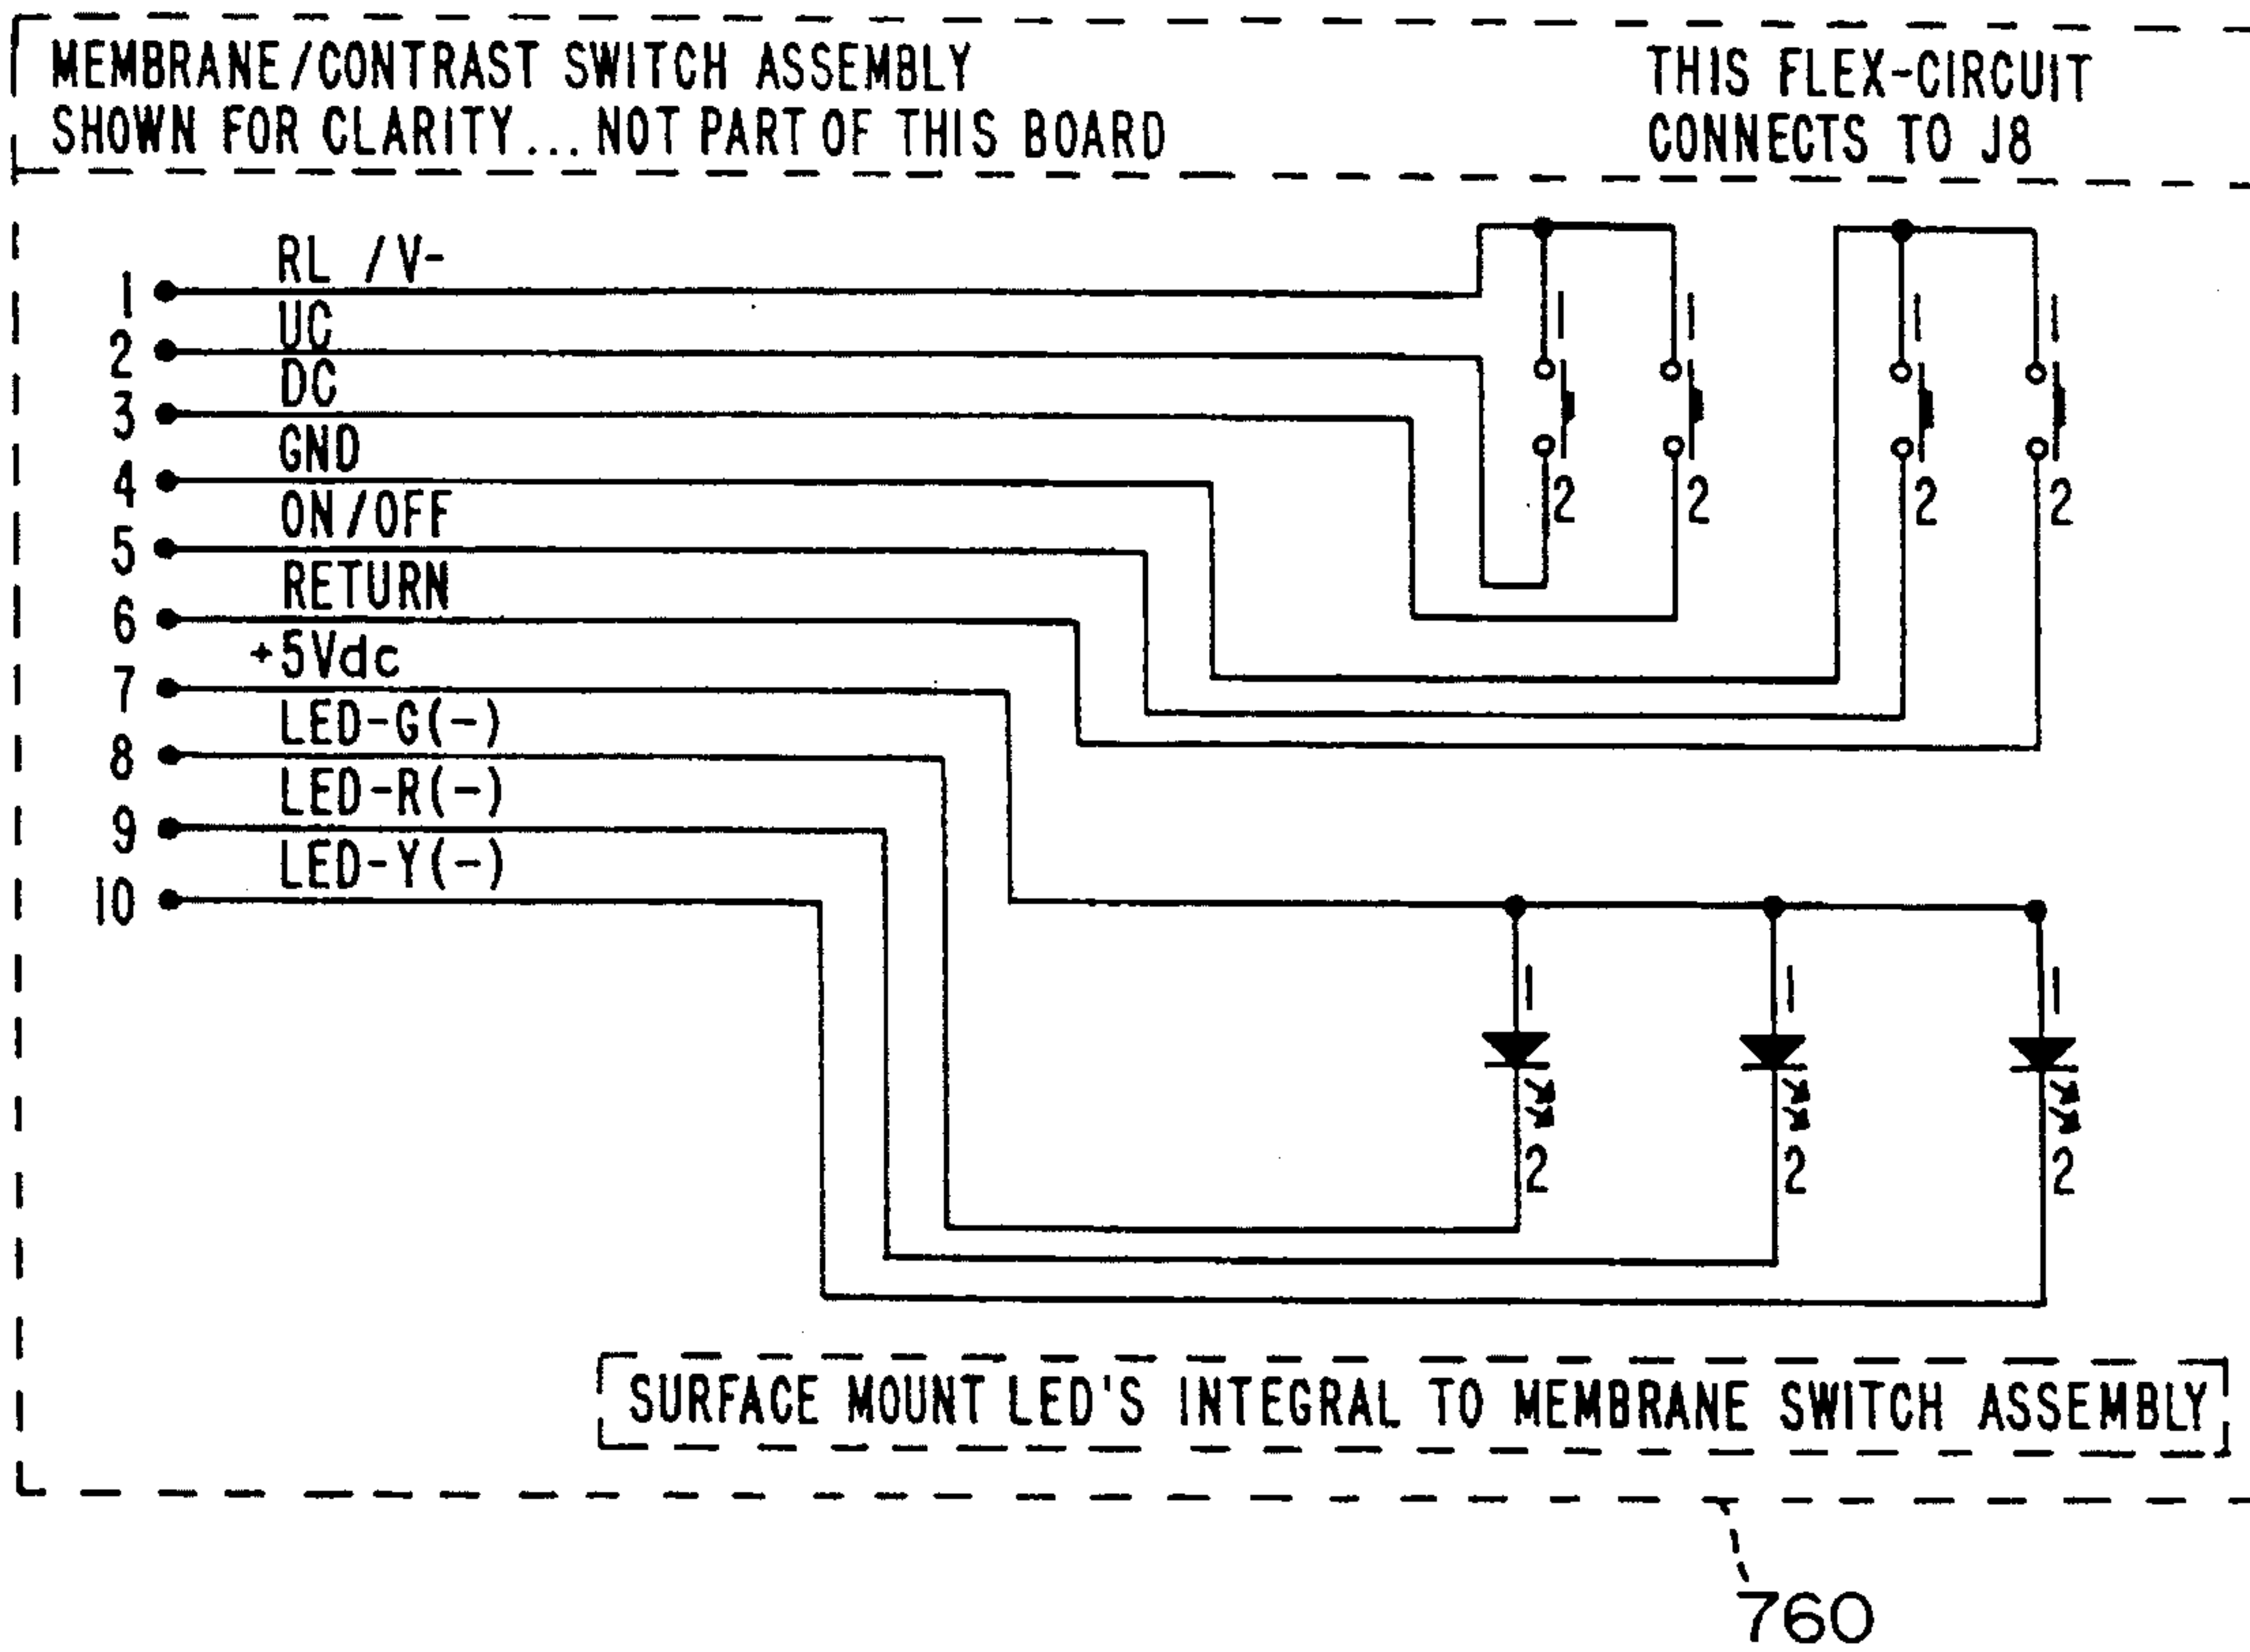 MEMBRANE/CONTRAST SWITCH ASSEMBLY
SHOWN FOR CLARITY... NOT PART OF THIS BOARD
THIS FLEX-CIRCUIT
CONNECTS TO J8
1 RL /V-
2 UC
3 DC
4 GND
5 ON/OFF
6 RETURN
7 +5Vdc
8 LED-G(-)
9 LED-R(-)
10 LED-Y(-)
1 1 1 1
2 2 2 2
1 1 1
2 2 2
SURFACE MOUNT LED'S INTEGRAL TO MEMBRANE SWITCH ASSEMBLY
760